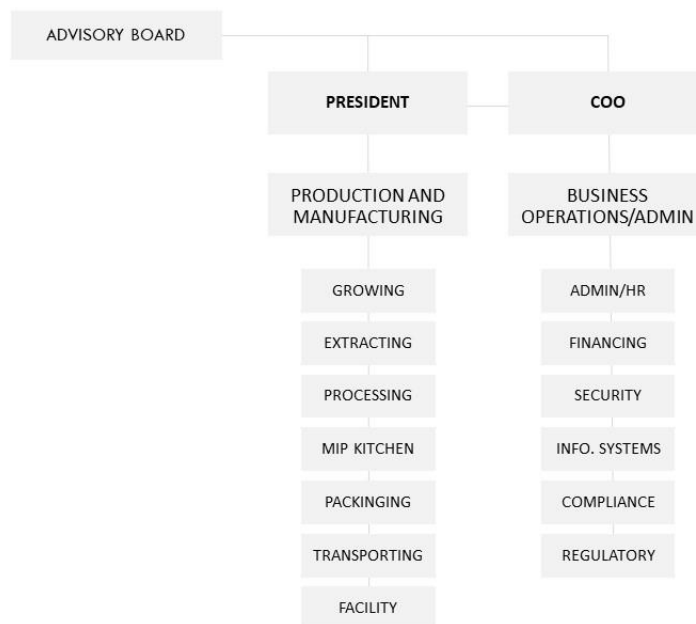 ADVISORY BOARD
PRESIDENT
COO
PRODUCTION AND
MANUFACTURING
BUSINESS
OPERATIONS/ADMIN
GROWING
EXTRACTING
PROCESSING
MIP KITCHEN
PACKINGING
TRANSPORTING
FACILITY
ADMIN/HR
FINANCING
SECURITY
INFO. SYSTEMS
COMPLIANCE
REGULATORY